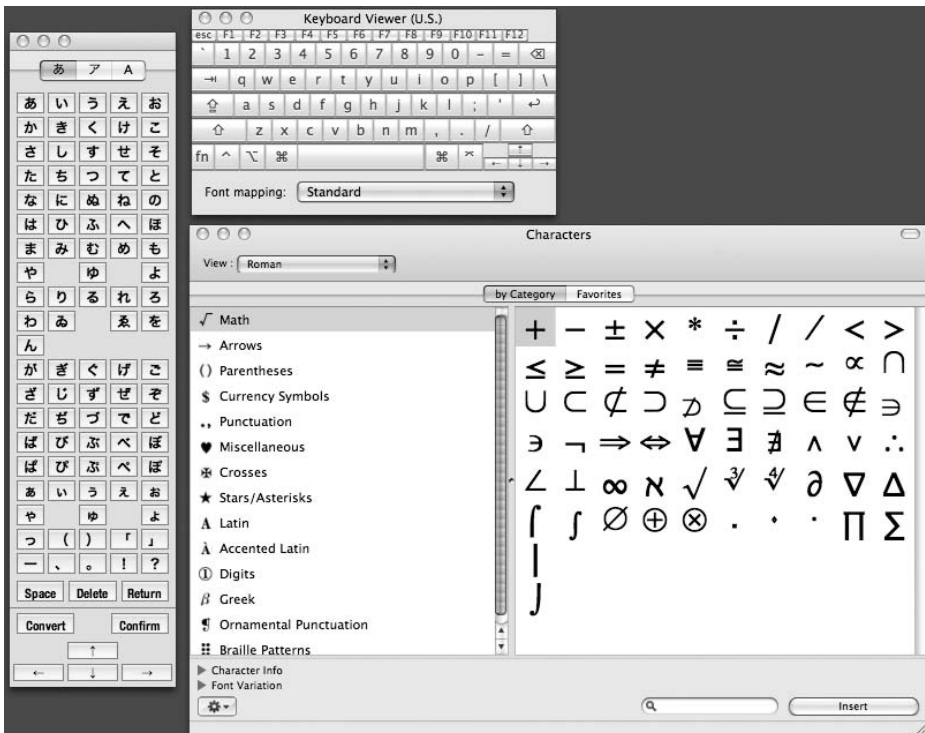 あ ア A
あ い う え お
か き く け こ
さ し す せ そ
た ち つ て と
な に ぬ ね の
は ひ ふ へ ほ
ま み む め も
や ゆ よ
ら り る れ ろ
わ ゐ ゑ を
ん
が ぎ ぐ げ ご
ざ じ ず ぜ ぞ
だ ぢ づ で ど
ば び ぶ べ ぼ
ぱ ぴ ぷ ぺ ぽ
ぁ ぃ ぅ ぇ ぉ
ゃ ゅ ょ
っ ( ) 「 」
ー 、 。 ! ?
Space Delete Return
Convert Confirm
↑
← ↓ →
Keyboard Viewer (U.S.)
esc F1 F2 F3 F4 F5 F6 F7 F8 F9 F10 F11 F12
` 1 2 3 4 5 6 7 8 9 0 - = ⌫
⇥ q w e r t y u i o p [ ] \
⇪ a s d f g h j k l ; ' ↩
⇧ z x c v b n m , . / ⇧
fn ^ ⌥ ⌘ ⌘ ⌤ ← ↑ ↓ →
Font mapping: Standard
Characters
View : Roman
by Category Favorites
√ Math
→ Arrows
() Parentheses
$ Currency Symbols
., Punctuation
♥ Miscellaneous
✠ Crosses
★ Stars/Asterisks
A Latin
À Accented Latin
① Digits
β Greek
¶ Ornamental Punctuation
⠿ Braille Patterns
+ − ± × * ÷ / ∕ < >
≤ ≥ = ≠ ≡ ≅ ≈ ~ ∝ ∩
∪ ⊂ ⊄ ⊃ ⊅ ⊆ ⊇ ∈ ∉ ∋
∍ ¬ ⇒ ⇔ ∀ ∃ ∄ ∧ ∨ ∴
∠ ⊥ ∞ ℵ √ ∛ ∜ ∂ ∇ ∆
⌠ ∫ ∅ ⊕ ⊗ . ⋅ · ∏ ∑
⎮
⌡
Character Info
Font Variation
Insert